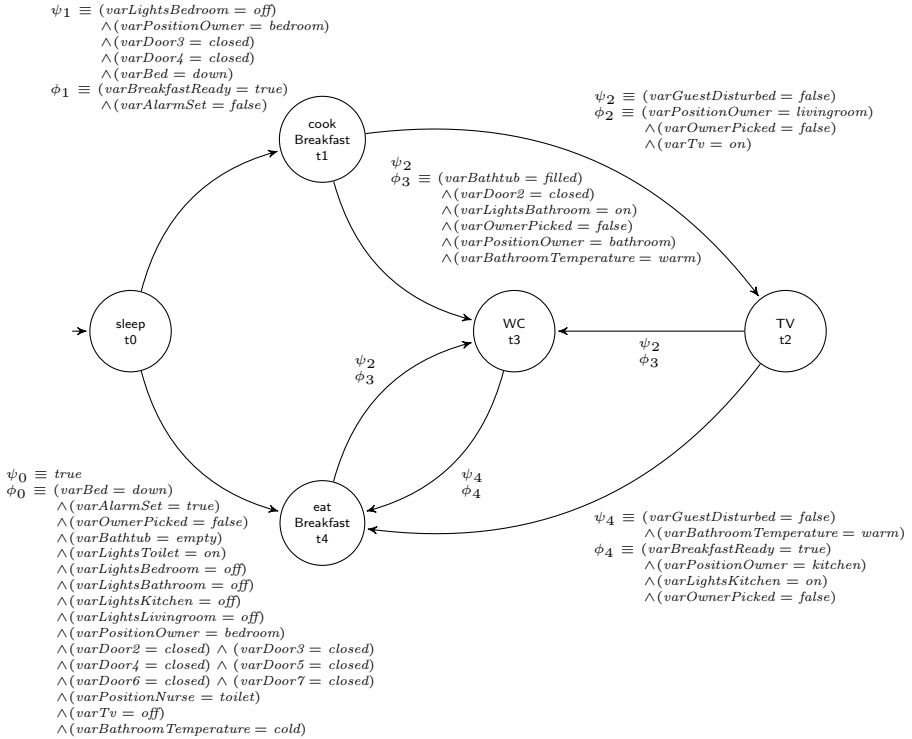 ψ1 ≡ (varLightsBedroom = off)
∧(varPositionOwner = bedroom)
∧(varDoor3 = closed)
∧(varDoor4 = closed)
∧(varBed = down)
ϕ1 ≡ (varBreakfastReady = true)
∧(varAlarmSet = false)
cook
Breakfast
t1
ψ2 ≡ (varGuestDisturbed = false)
ϕ2 ≡ (varPositionOwner = livingroom)
∧(varOwnerPicked = false)
∧(varTv = on)
ψ2
ϕ3 ≡ (varBathtub = filled)
∧(varDoor2 = closed)
∧(varLightsBathroom = on)
∧(varOwnerPicked = false)
∧(varPositionOwner = bathroom)
∧(varBathroomTemperature = warm)
sleep
t0
WC
t3
TV
t2
ψ2
ϕ3
ψ2
ϕ3
ψ4
ϕ4
ψ0 ≡ true
ϕ0 ≡ (varBed = down)
∧(varAlarmSet = true)
∧(varOwnerPicked = false)
∧(varBathtub = empty)
∧(varLightsToilet = on)
∧(varLightsBedroom = off)
∧(varLightsBathroom = off)
∧(varLightsKitchen = off)
∧(varLightsLivingroom = off)
∧(varPositionOwner = bedroom)
∧(varDoor2 = closed) ∧ (varDoor3 = closed)
∧(varDoor4 = closed) ∧ (varDoor5 = closed)
∧(varDoor6 = closed) ∧ (varDoor7 = closed)
∧(varPositionNurse = toilet)
∧(varTv = off)
∧(varBathroomTemperature = cold)
eat
Breakfast
t4
ψ4 ≡ (varGuestDisturbed = false)
∧(varBathroomTemperature = warm)
ϕ4 ≡ (varBreakfastReady = true)
∧(varPositionOwner = kitchen)
∧(varLightsKitchen = on)
∧(varOwnerPicked = false)